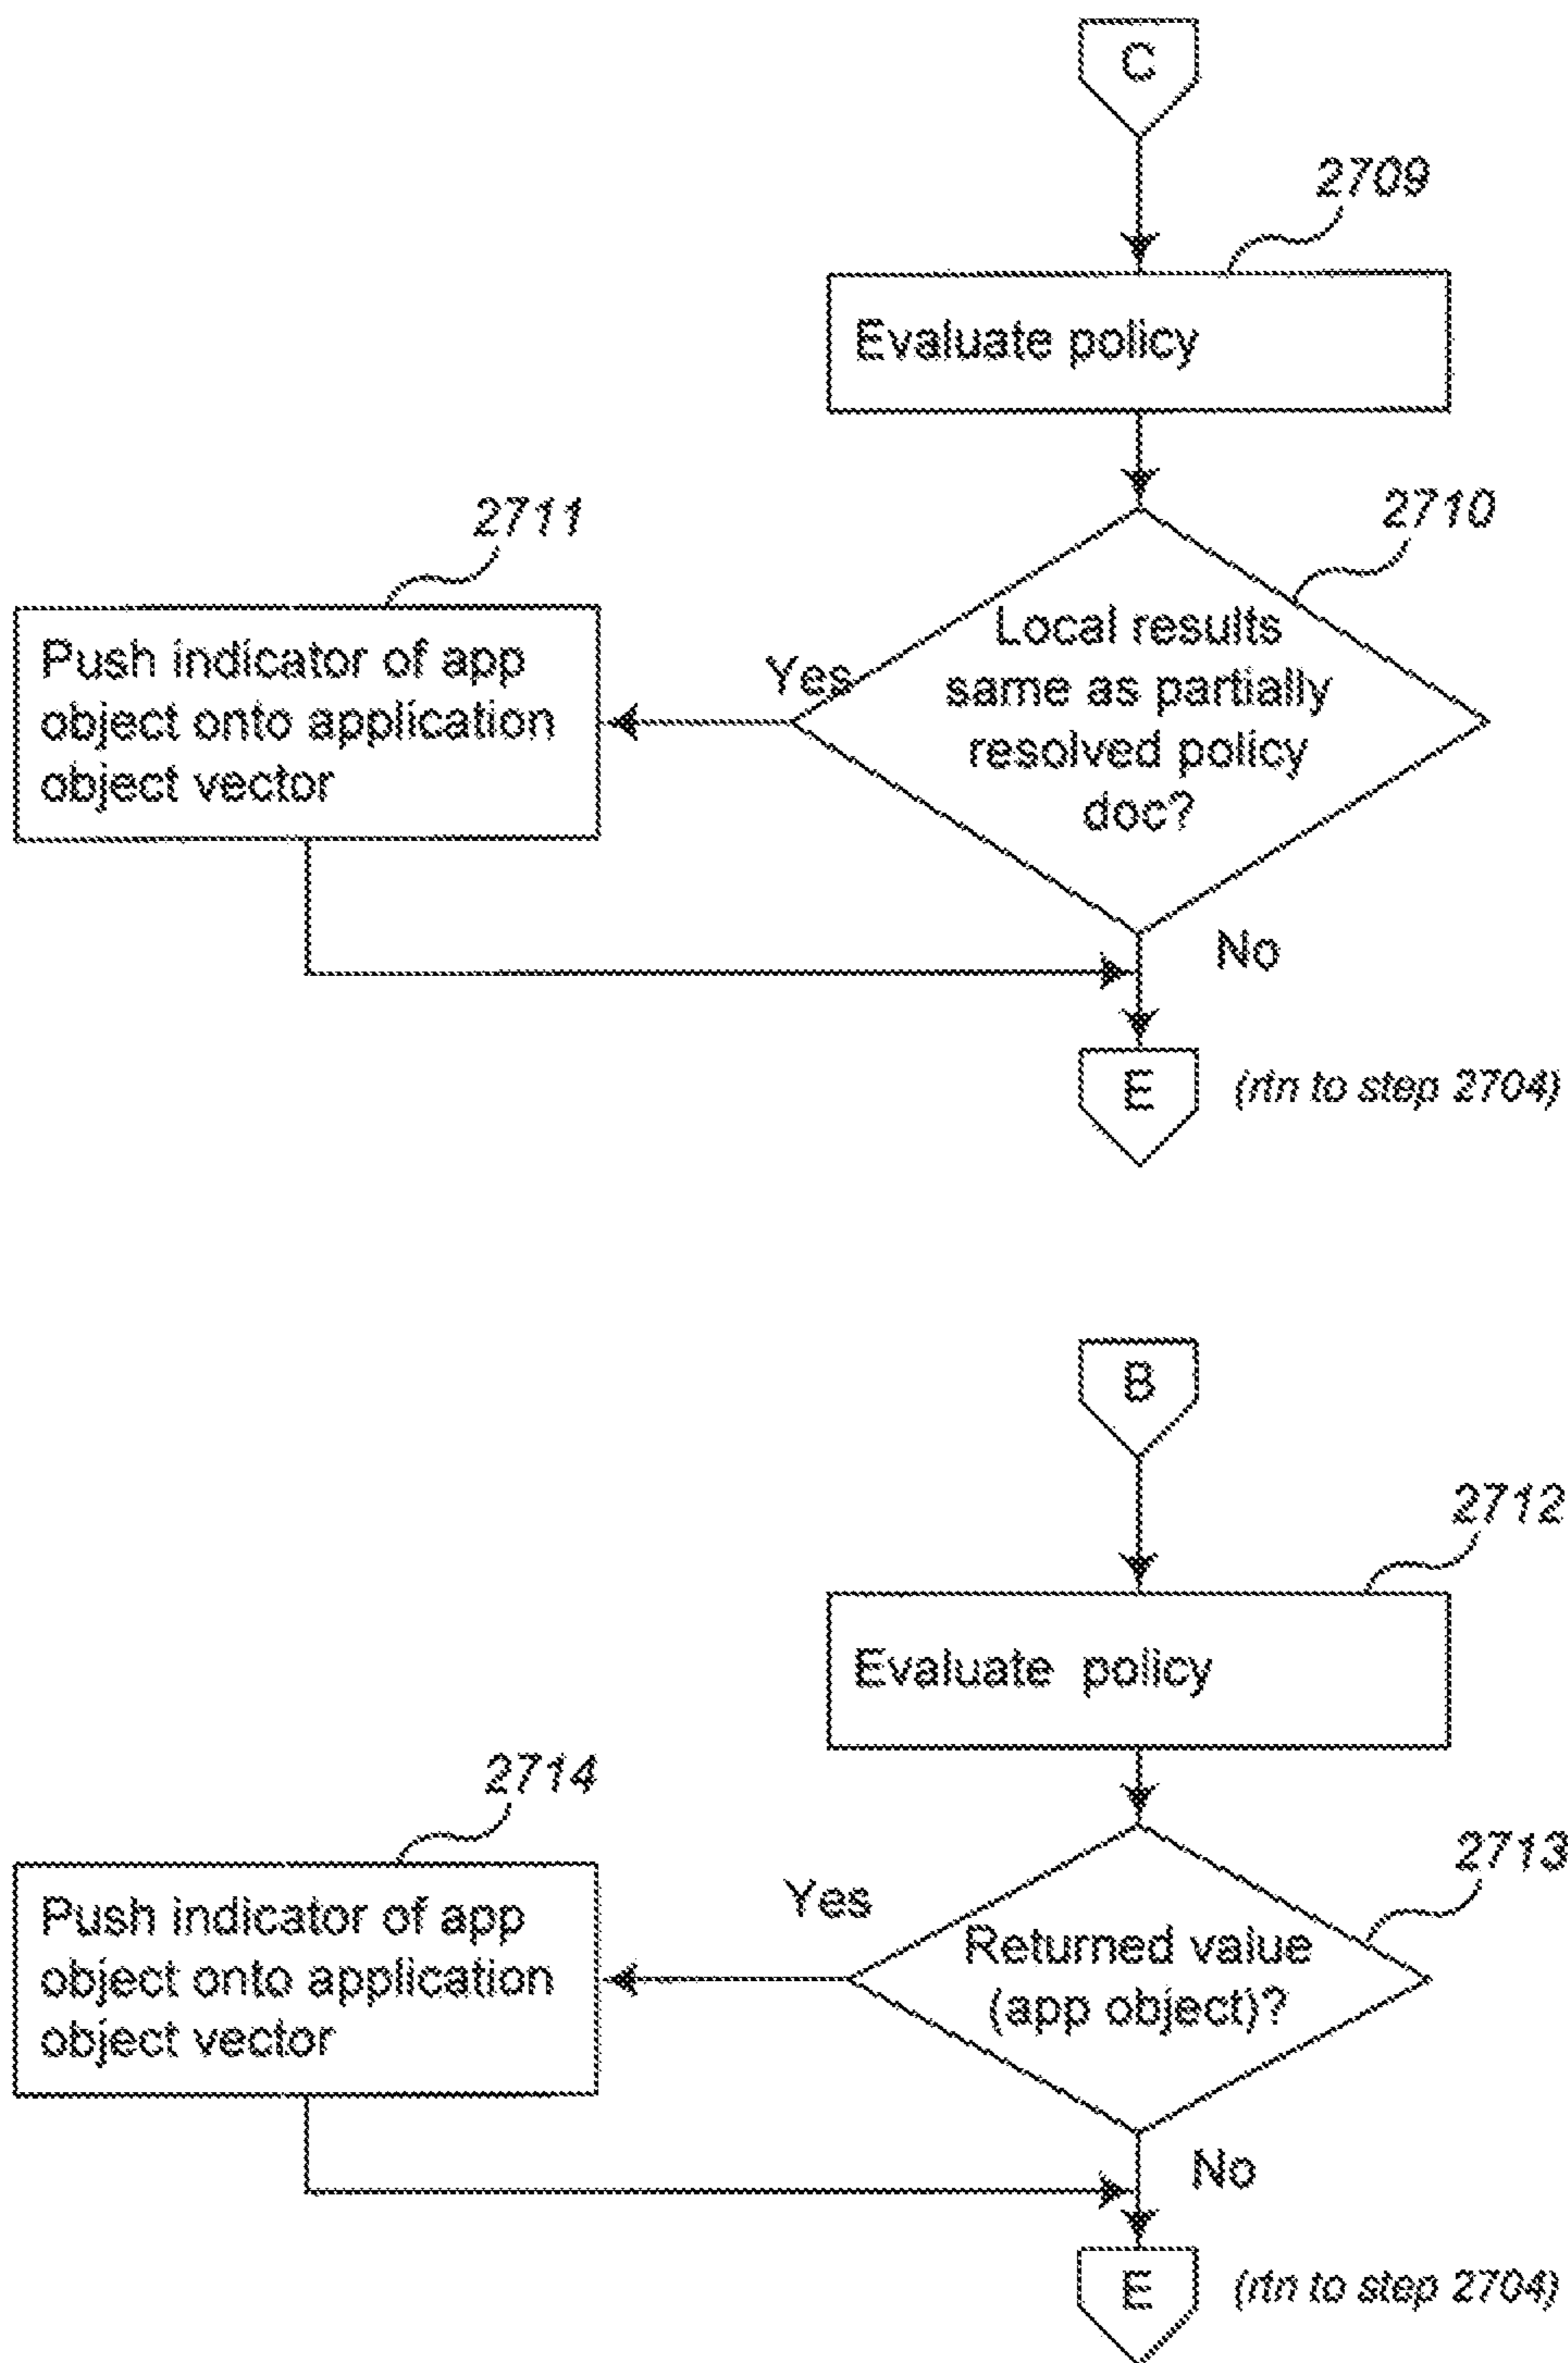 C
2709
Evaluate policy
2710
2711
Local results
same as partially
resolved policy
doc?
Yes
Push indicator of app
object onto application
object vector
No
E
(rtn to step 2704)
B
2712
Evaluate policy
2713
2714
Yes
Returned value
(app object)?
Push indicator of app
object onto application
object vector
No
E
(rtn to step 2704)